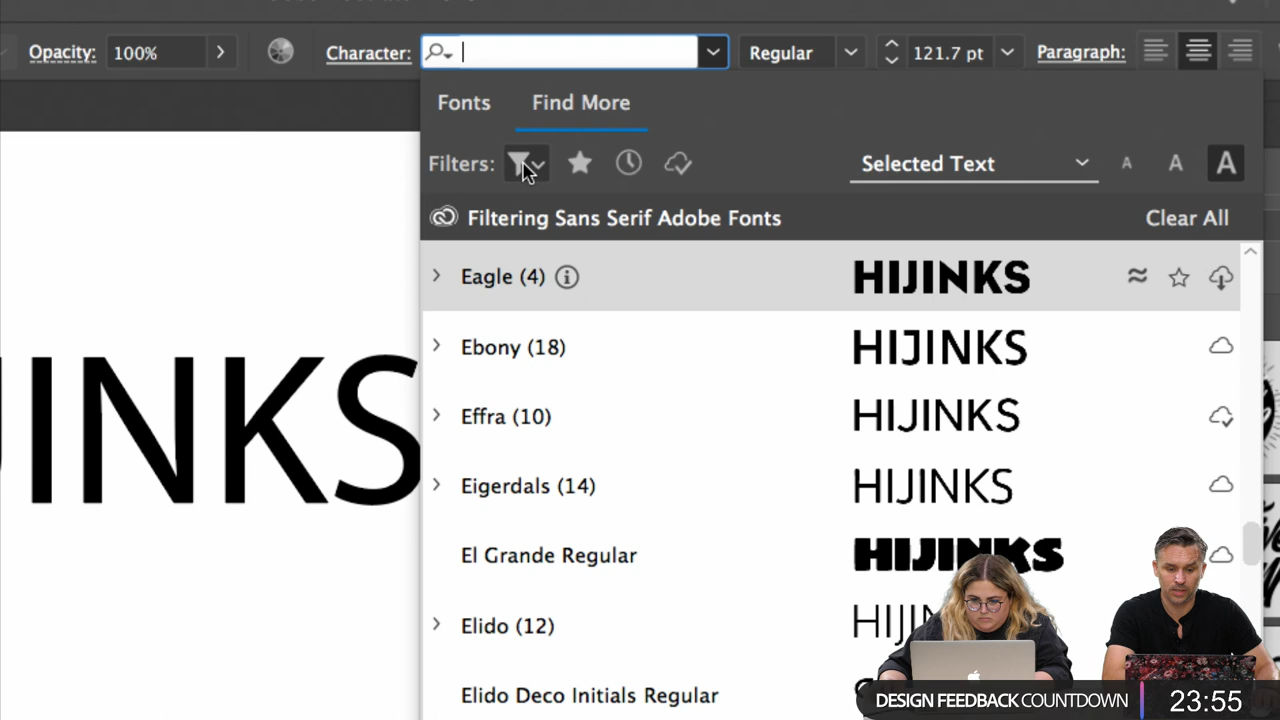 Opacity: 100% Character: Regular 121.7 pt Paragraph:
Fonts Find More
Filters: Selected Text A A A
Filtering Sans Serif Adobe Fonts Clear All
Eagle (4) HIJINKS
Ebony (18) HIJINKS
Effra (10) HIJINKS
Eigerdals (14) HIJINKS
JINKS
El Grande Regular HIJINKS
Elido (12) HIJIN
Elido Deco Initials Regular
DESIGN FEEDBACK COUNTDOWN 23:55